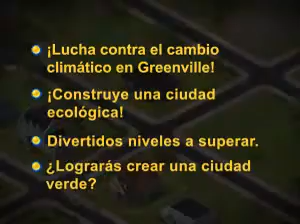 ¡Lucha contra el cambio
climático en Greenville!
¡Construye una ciudad
ecológica!
Divertidos niveles a superar.
¿Lograrás crear una ciudad
verde?